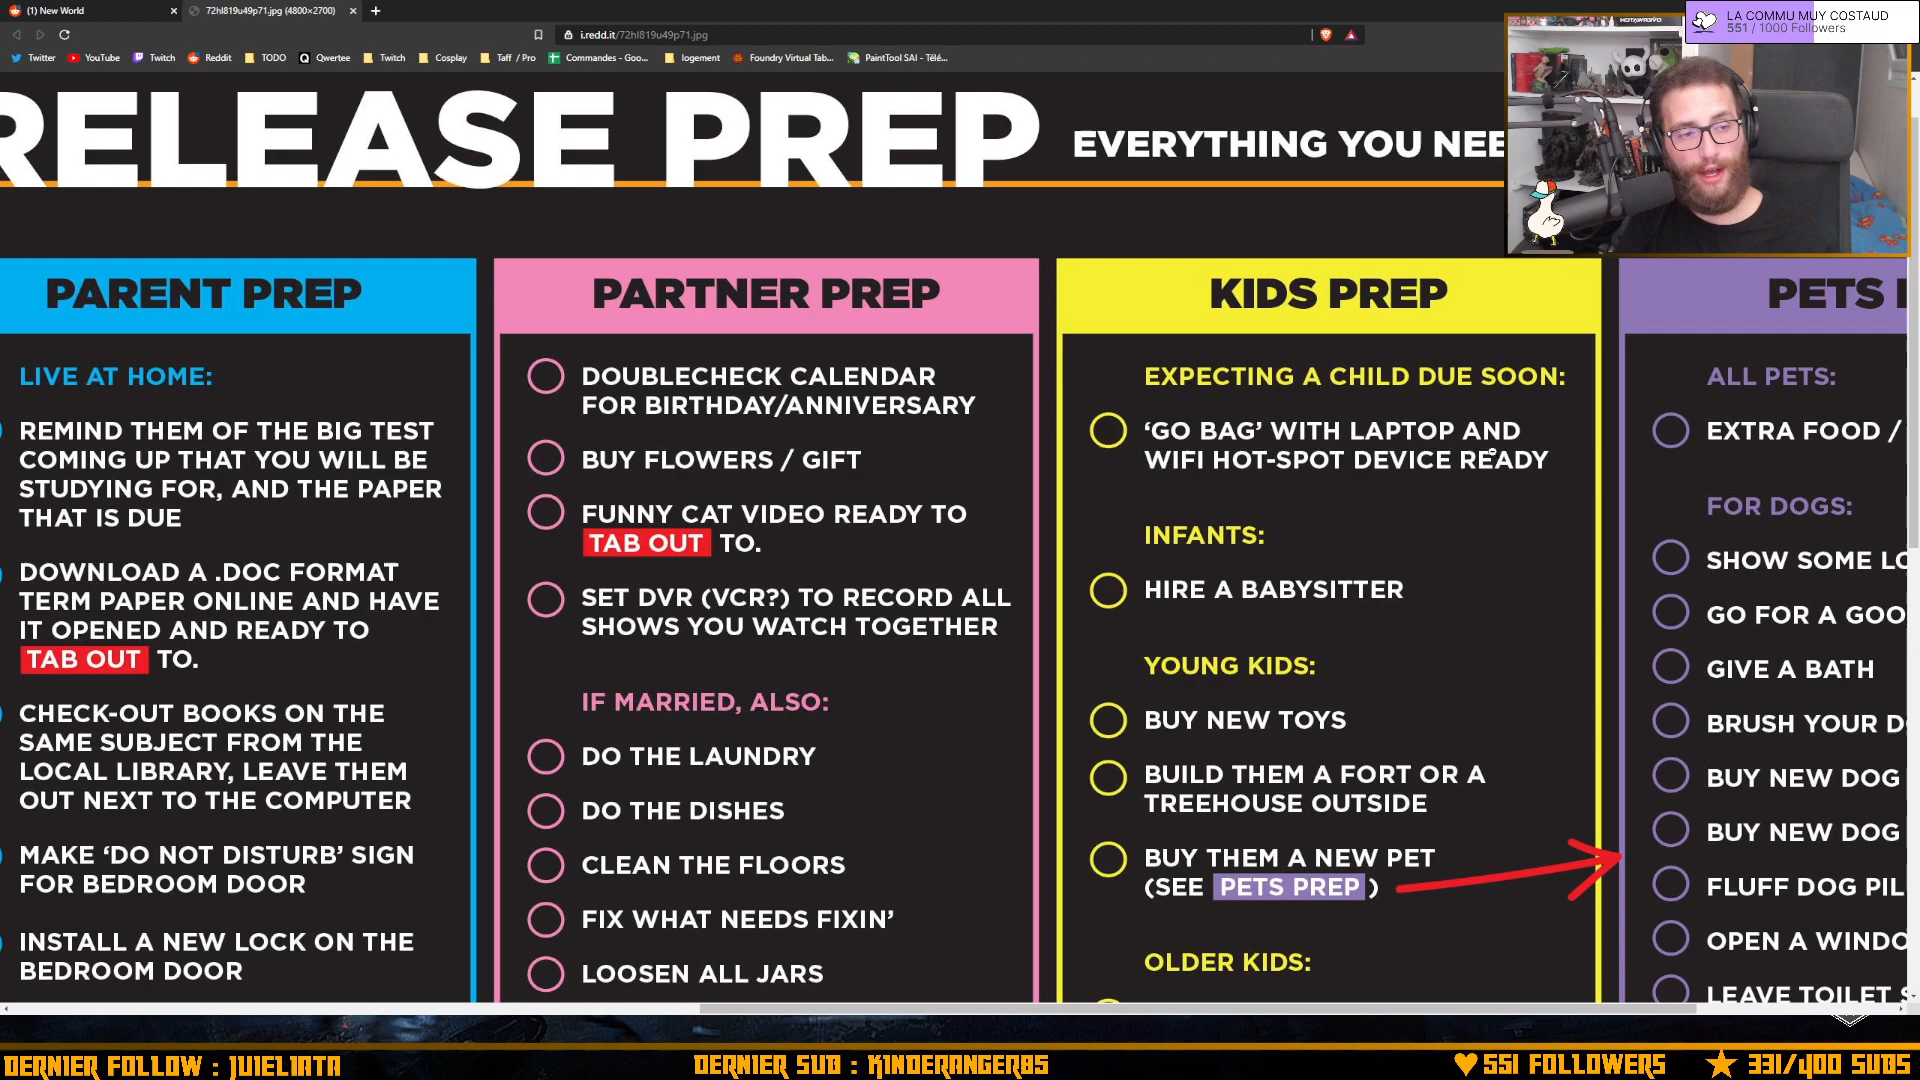 (1) New World
72hl819u49p71.jpg (4800×2700)
i.redd.it/72hl819u49p71.jpg
Twitter
YouTube
Twitch
Reddit
TODO
Qwertee
Twitch
Cosplay
Taff / Pro
Commandes - Goo...
logement
Foundry Virtual Tab...
PaintTool SAI - Télé...
LA COMMU MUY COSTAUD
551 / 1000 Followers
RELEASE PREP
EVERYTHING YOU NEE
PARENT PREP
LIVE AT HOME:
REMIND THEM OF THE BIG TEST
COMING UP THAT YOU WILL BE
STUDYING FOR, AND THE PAPER
THAT IS DUE
DOWNLOAD A .DOC FORMAT
TERM PAPER ONLINE AND HAVE
IT OPENED AND READY TO
TAB OUT TO.
CHECK-OUT BOOKS ON THE
SAME SUBJECT FROM THE
LOCAL LIBRARY, LEAVE THEM
OUT NEXT TO THE COMPUTER
MAKE ‘DO NOT DISTURB’ SIGN
FOR BEDROOM DOOR
INSTALL A NEW LOCK ON THE
BEDROOM DOOR
PARTNER PREP
DOUBLECHECK CALENDAR
FOR BIRTHDAY/ANNIVERSARY
BUY FLOWERS / GIFT
FUNNY CAT VIDEO READY TO
TAB OUT TO.
SET DVR (VCR?) TO RECORD ALL
SHOWS YOU WATCH TOGETHER
IF MARRIED, ALSO:
DO THE LAUNDRY
DO THE DISHES
CLEAN THE FLOORS
FIX WHAT NEEDS FIXIN’
LOOSEN ALL JARS
KIDS PREP
EXPECTING A CHILD DUE SOON:
‘GO BAG’ WITH LAPTOP AND
WIFI HOT-SPOT DEVICE READY
INFANTS:
HIRE A BABYSITTER
YOUNG KIDS:
BUY NEW TOYS
BUILD THEM A FORT OR A
TREEHOUSE OUTSIDE
BUY THEM A NEW PET
(SEE PETS PREP)
OLDER KIDS:
PETS
ALL PETS:
EXTRA FOOD /
FOR DOGS:
SHOW SOME LO
GO FOR A GOO
GIVE A BATH
BRUSH YOUR D
BUY NEW DOG
BUY NEW DOG
FLUFF DOG PIL
OPEN A WINDO
LEAVE TOILET S
DERNIER FOLLOW : JUIELINTA
DERNIER SUB : KINDERANGER85
551 FOLLOWERS
331/400 SUBS